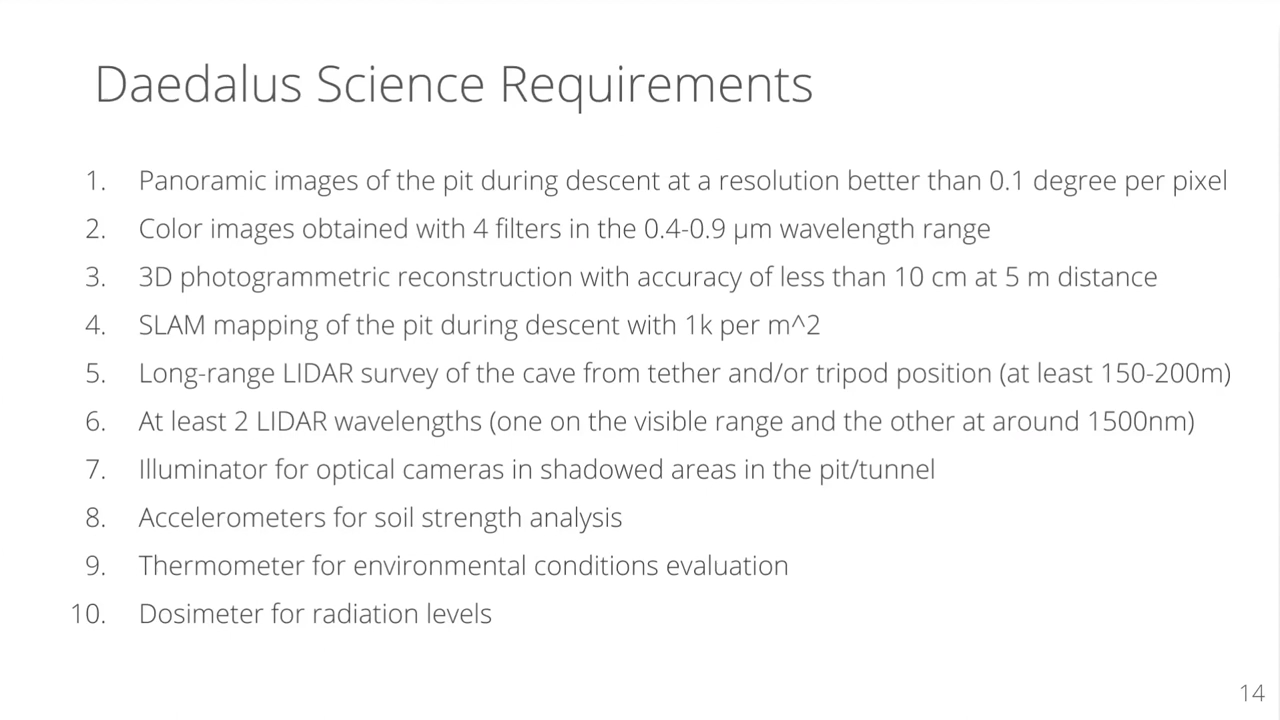 Daedalus Science Requirements
1. Panoramic images of the pit during descent at a resolution better than 0.1 degree per pixel
2. Color images obtained with 4 filters in the 0.4-0.9 µm wavelength range
3. 3D photogrammetric reconstruction with accuracy of less than 10 cm at 5 m distance
4. SLAM mapping of the pit during descent with 1k per m^2
5. Long-range LIDAR survey of the cave from tether and/or tripod position (at least 150-200m)
6. At least 2 LIDAR wavelengths (one on the visible range and the other at around 1500nm)
7. Illuminator for optical cameras in shadowed areas in the pit/tunnel
8. Accelerometers for soil strength analysis
9. Thermometer for environmental conditions evaluation
10. Dosimeter for radiation levels
14